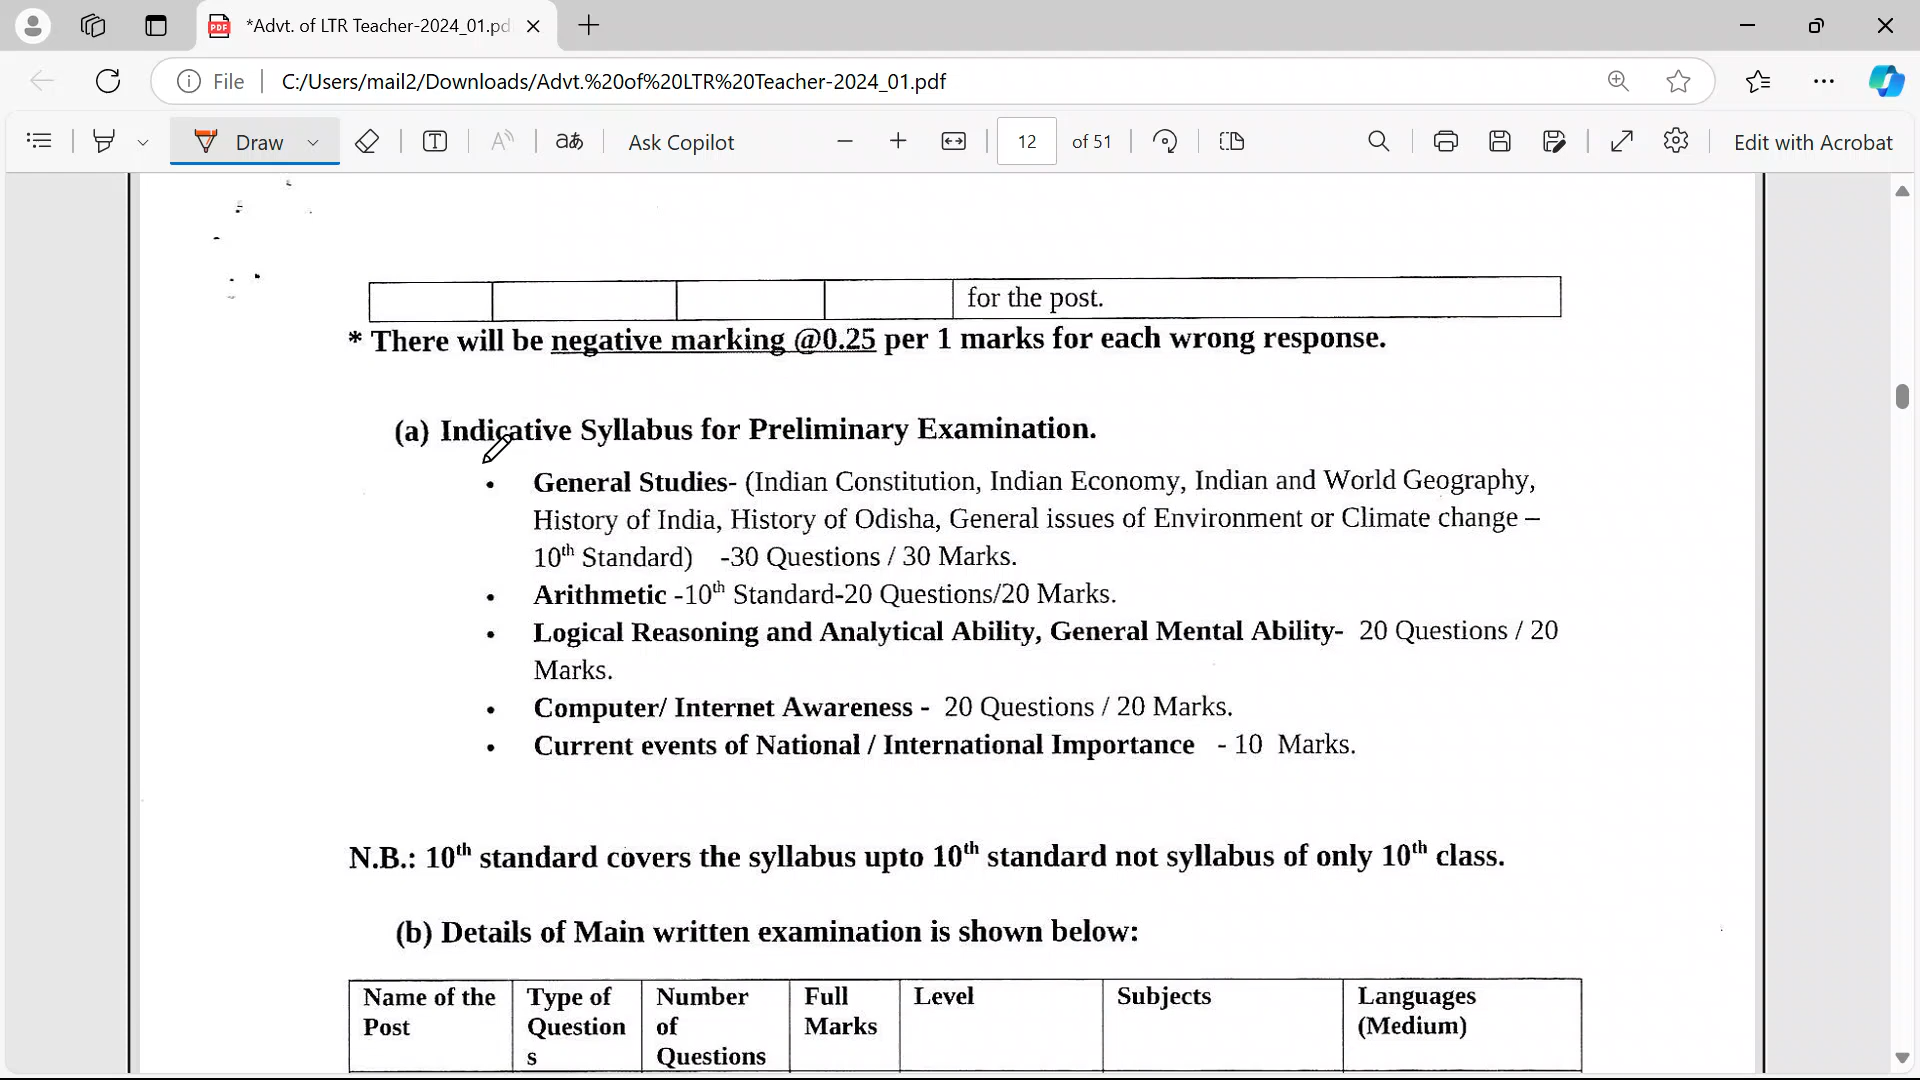 *Advt. of LTR Teacher-2024_01.pd
File
C:/Users/mail2/Downloads/Advt.%20of%20LTR%20Teacher-2024_01.pdf
Draw
aあ
Ask Copilot
12 of 51
Edit with Acrobat
for the post.
* There will be negative marking @0.25 per 1 marks for each wrong response.
(a) Indicative Syllabus for Preliminary Examination.
• General Studies- (Indian Constitution, Indian Economy, Indian and World Geography,
History of India, History of Odisha, General issues of Environment or Climate change –
10th Standard) -30 Questions / 30 Marks.
• Arithmetic -10th Standard-20 Questions/20 Marks.
• Logical Reasoning and Analytical Ability, General Mental Ability- 20 Questions / 20
Marks.
• Computer/ Internet Awareness - 20 Questions / 20 Marks.
• Current events of National / International Importance - 10 Marks.
N.B.: 10th standard covers the syllabus upto 10th standard not syllabus of only 10th class.
(b) Details of Main written examination is shown below:
Name of the
Post
Type of
Question
s
Number
of
Questions
Full
Marks
Level
Subjects
Languages
(Medium)